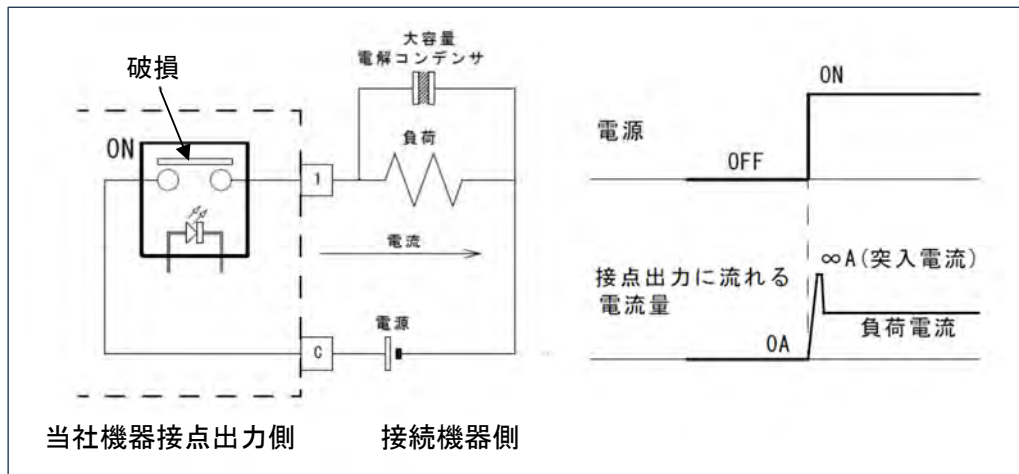 大容量
電解コンデンサ
破損
ON
負荷
1
電流
電源
C
当社機器接点出力側
接続機器側
ON
電源
OFF
∞A(突入電流)
接点出力に流れる
電流量
負荷電流
0A